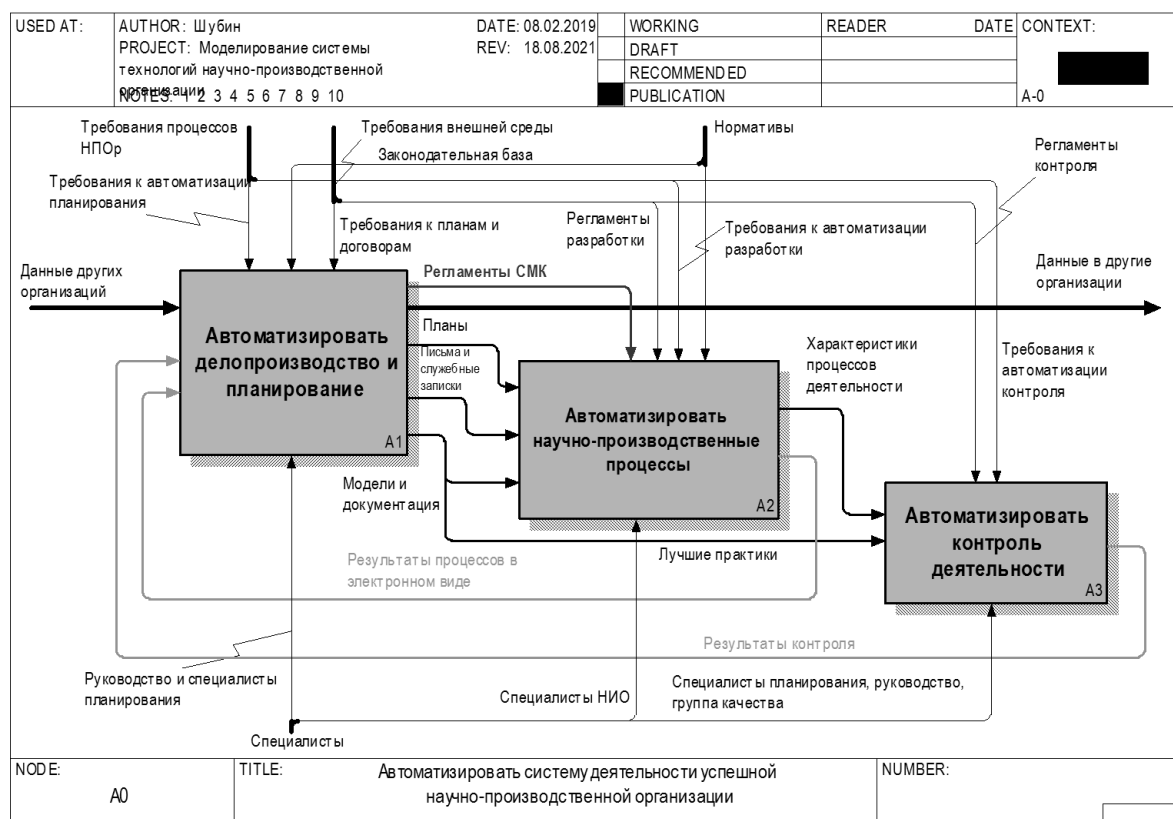 USED AT:
AUTHOR: Шубин
DATE: 08.02.2019
WORKING
READER
DATE
CONTEXT:
PROJECT: Моделирование системы
REV: 18.08.2021
DRAFT
технологий научно-производственной
RECOMMENDED
организации
NOTES: 1 2 3 4 5 6 7 8 9 10
PUBLICATION
A-0
Требования процессов
НПОр
Требования внешней среды
Нормативы
Законодательная база
Регламенты
контроля
Требования к автоматизации
планирования
Требования к планам и
договорам
Регламенты
разработки
Требования к автоматизации
разработки
Данные других
организаций
Регламенты СМК
Данные в другие
организации
Автоматизировать
делопроизводство и
планирование
A1
Планы
Письма и
служебные
записки
Характеристики
процессов
деятельности
Требования к
автоматизации
контроля
Автоматизировать
научно-производственные
процессы
A2
Модели и
документация
Автоматизировать
контроль
деятельности
A3
Лучшие практики
Результаты процессов в
электронном виде
Результаты контроля
Руководство и специалисты
планирования
Специалисты НИО
Специалисты планирования, руководство,
группа качества
Специалисты
NODE:
A0
TITLE:
Автоматизировать систему деятельности успешной
научно-производственной организации
NUMBER: